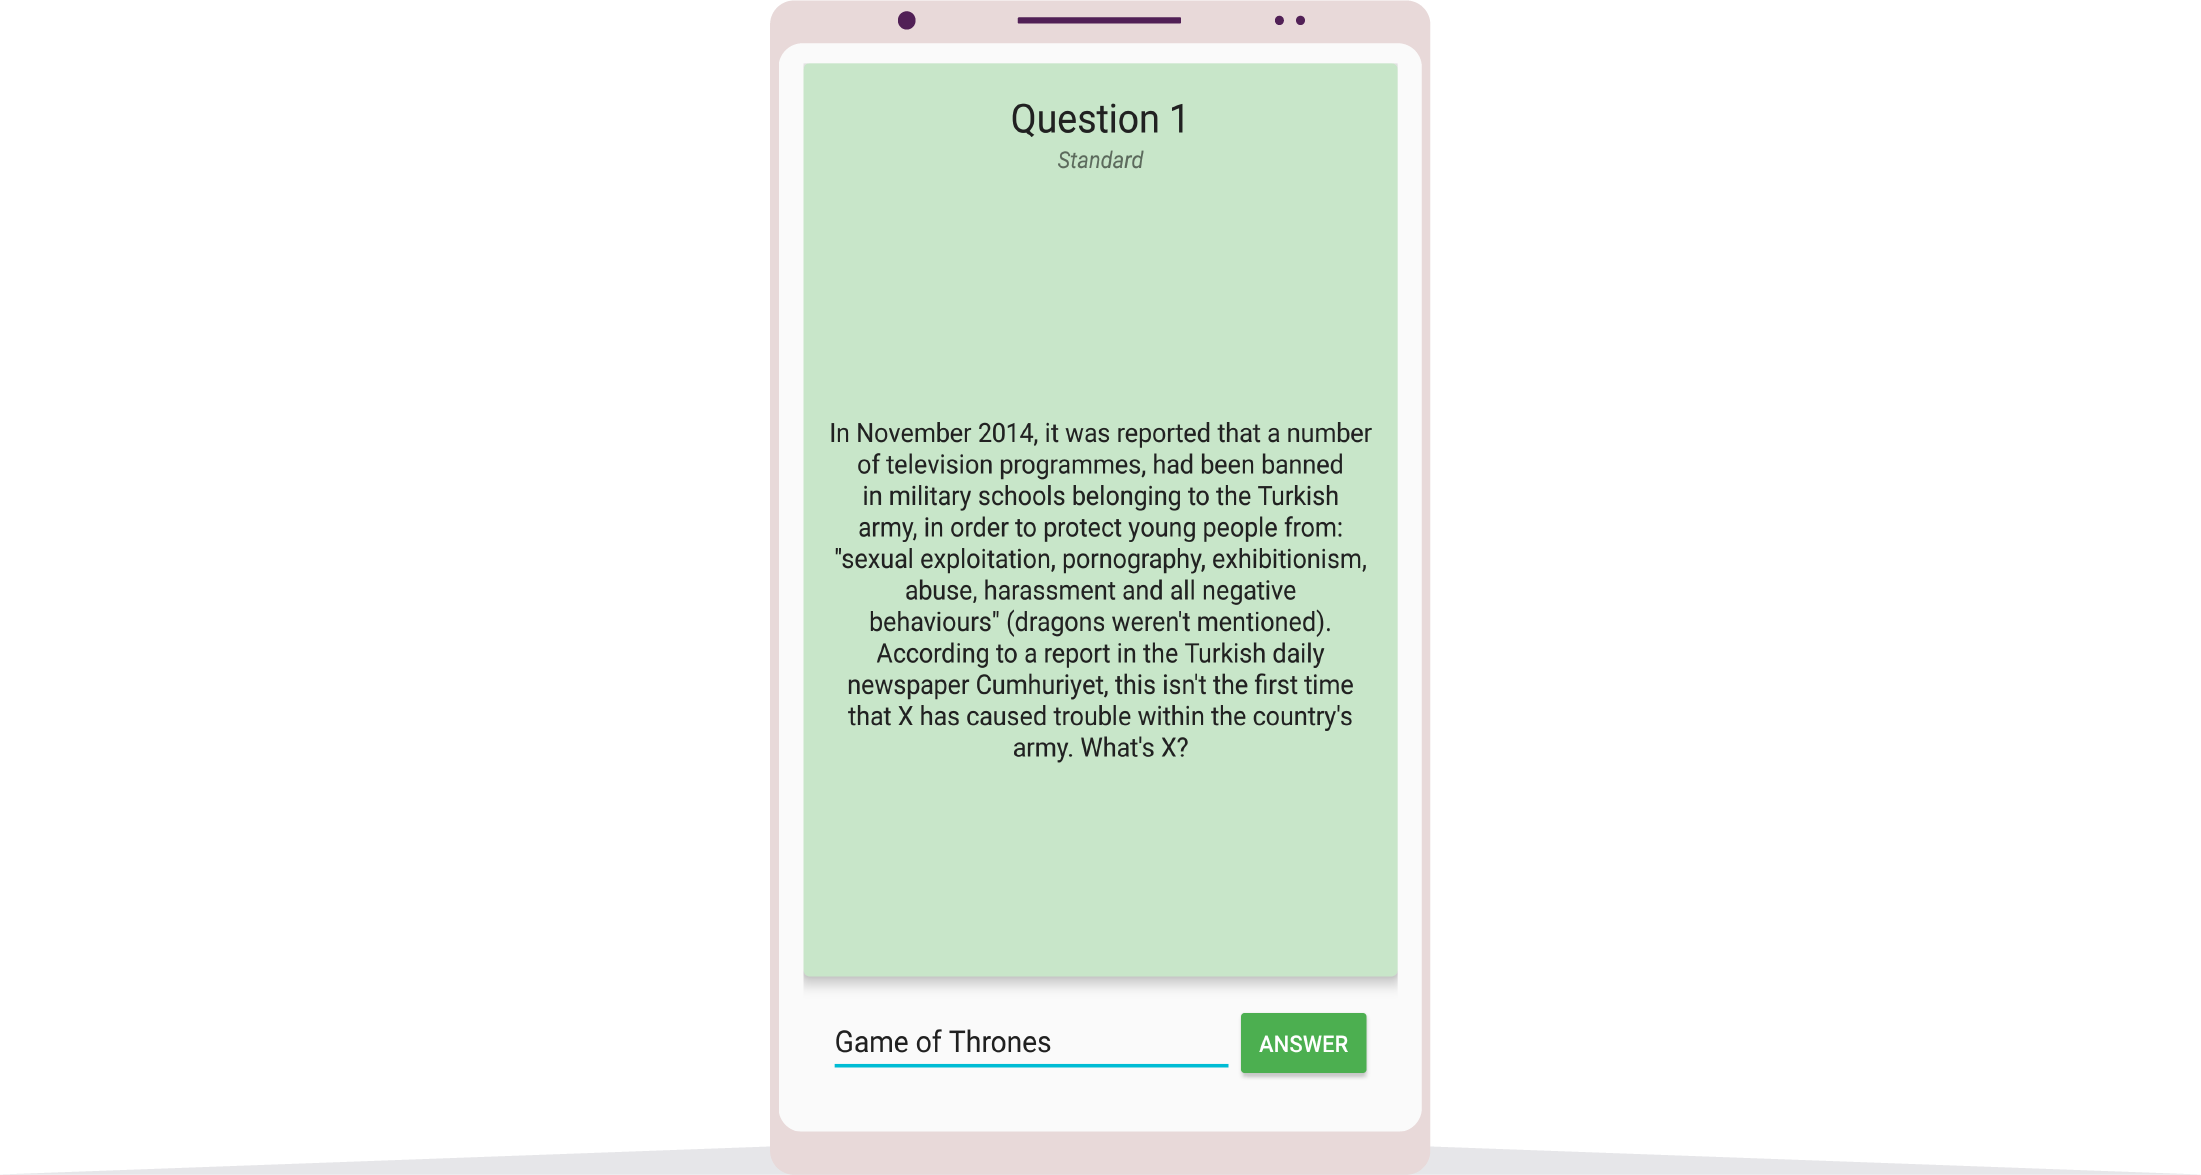 Question 1
Standard
In November 2014, it was reported that a number
of television programmes, had been banned
in military schools belonging to the Turkish
army, in order to protect young people from:
"sexual exploitation, pornography, exhibitionism,
abuse, harassment and all negative
behaviours" (dragons weren't mentioned).
According to a report in the Turkish daily
newspaper Cumhuriyet, this isn't the first time
that X has caused trouble within the country's
army. What's X?
Game of Thrones
ANSWER